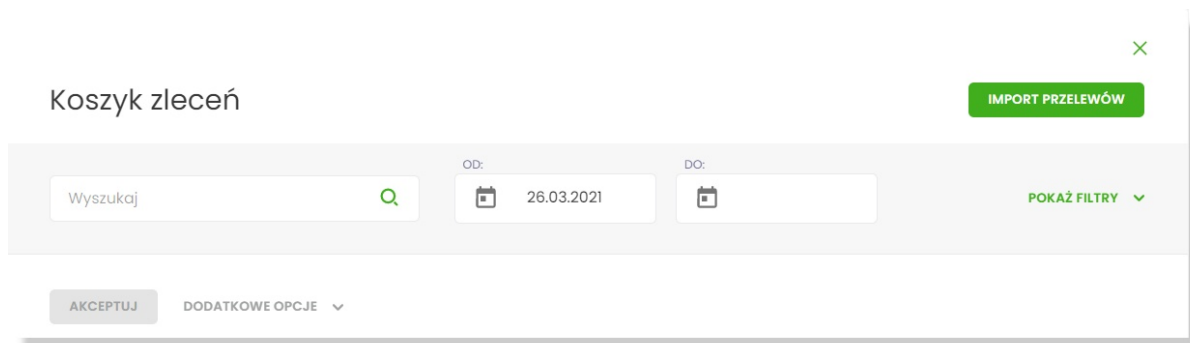 Koszyk zleceń
IMPORT PRZELEWÓW
OD:
DO:
Wyszukaj
26.03.2021
POKAŻ FILTRY
AKCEPTUJ
DODATKOWE OPCJE